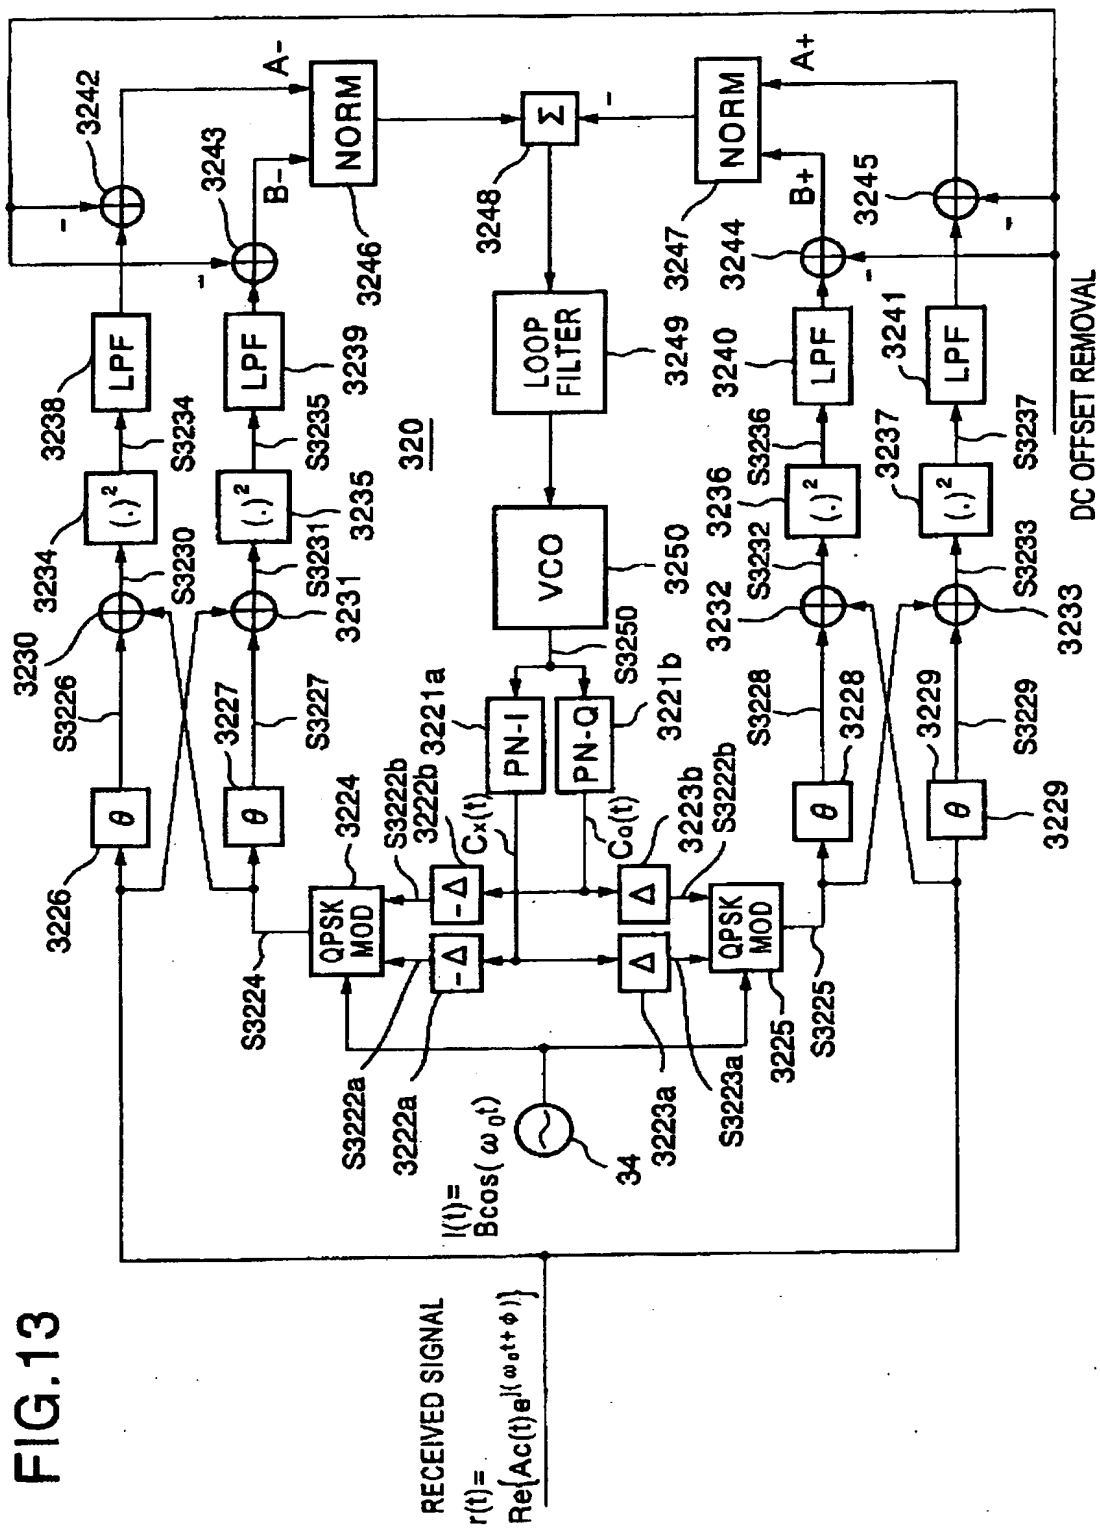 FIG.13
RECEIVED SIGNAL
r(t)=
Re{Ac(t)e^j(ω0t+φ)}
l(t)=
Bcos(ω0t)
34
3226
θ
S3226
3230
S3230
3234
(.)²
S3234
3238
LPF
-
3242
A-
3227
θ
S3227
3231
S3231
3235
(.)²
S3235
3239
LPF
-
3243
B-
NORM
3246
S3224
3224
QPSK
MOD
S3222a
3222a
-Δ
S3222b
3222b
-Δ
Cx(t)
3221a
PN-I
S3250
VCO
3250
320
LOOP
FILTER
3249
Σ
3248
-
PN-Q
3221b
CQ(t)
Δ
3223a
S3223a
Δ
3223b
S3222b
QPSK
MOD
3225
S3225
θ
3228
S3228
3232
S3232
3236
(.)²
S3236
3240
LPF
-
3244
B+
NORM
3247
θ
3229
3229
S3229
3233
S3233
3237
(.)²
S3237
3241
LPF
-
3245
A+
DC OFFSET REMOVAL